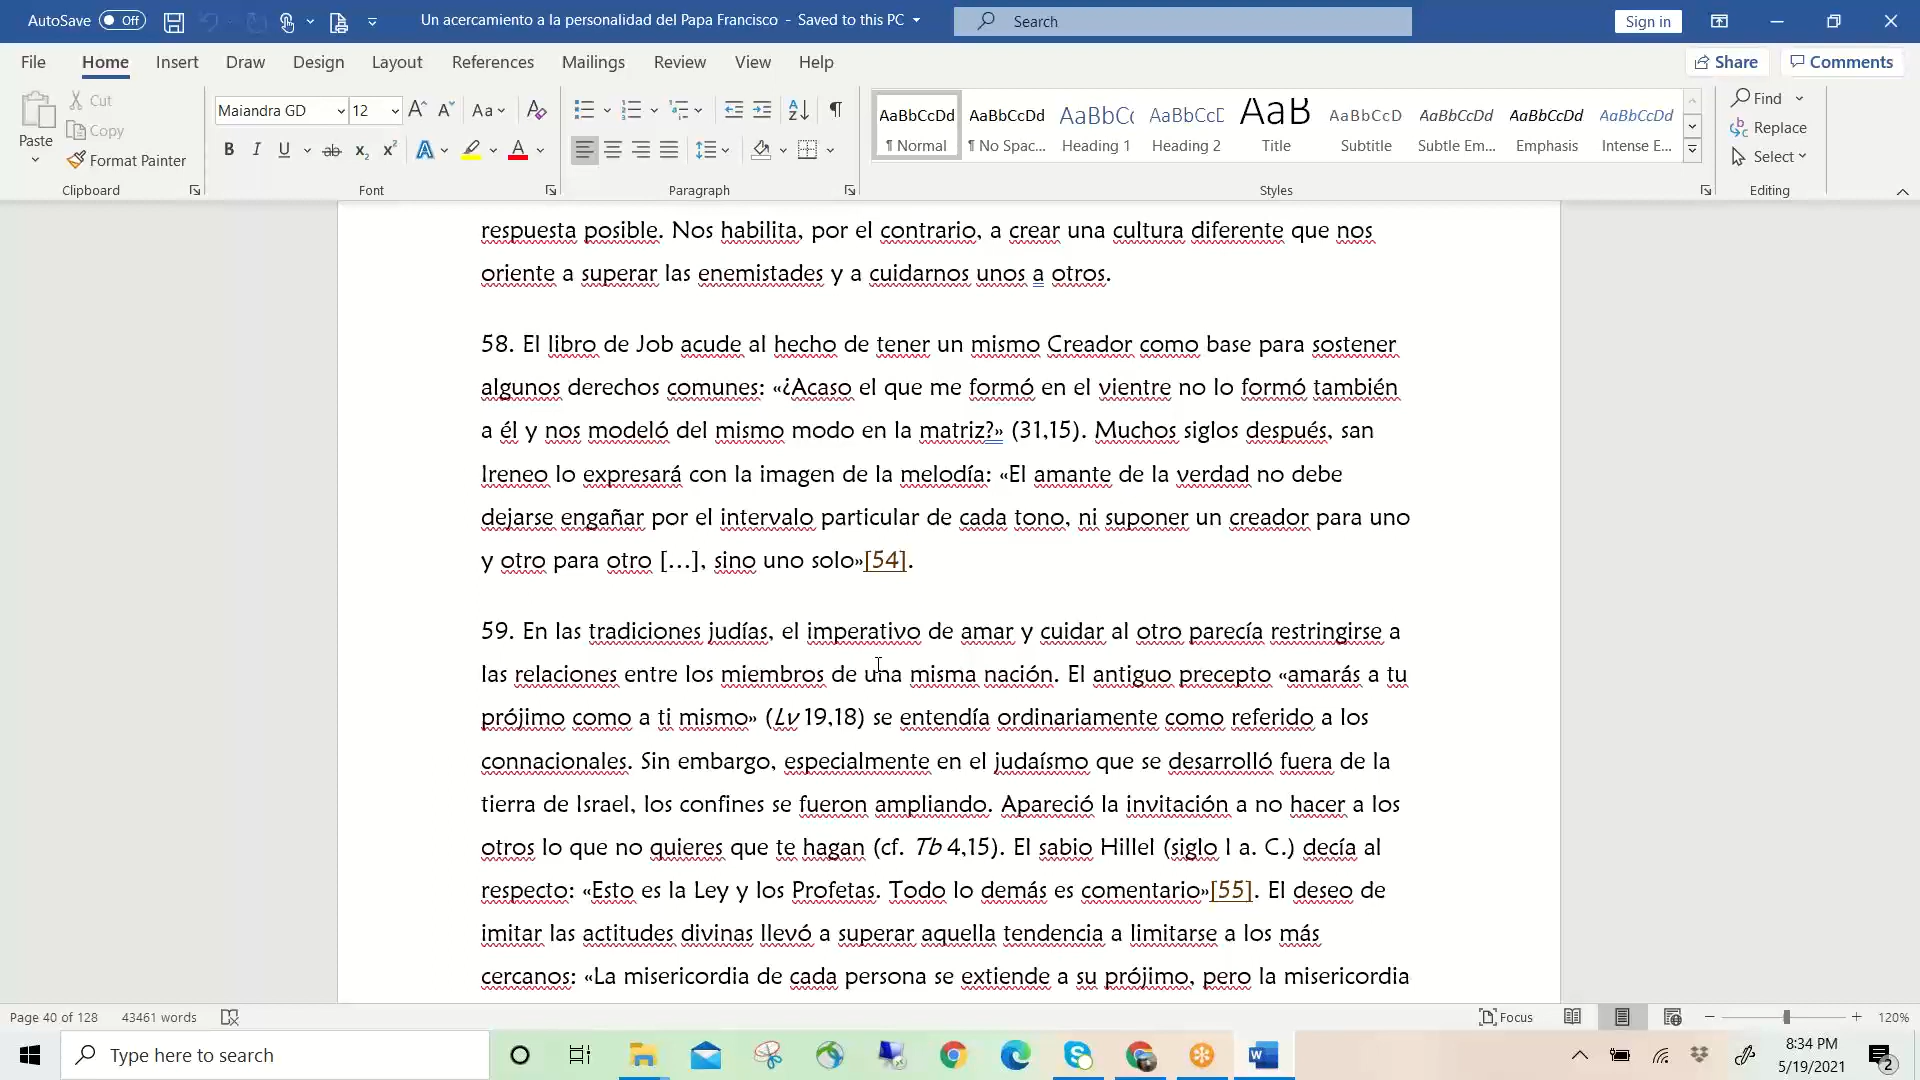 AutoSave Off Un acercamiento a la personalidad del Papa Francisco - Saved to this PC Search Sign in
File Home Insert Draw Design Layout References Mailings Review View Help Share Comments
Paste
Cut
Copy
Format Painter
Clipboard
Maiandra GD 12
Font
Paragraph
AaBbCcDd AaBbCcDd AaBbCc AaBbCcD AaB AaBbCcD AaBbCcDd AaBbCcDd AaBbCcDd
¶ Normal ¶ No Spac... Heading 1 Heading 2 Title Subtitle Subtle Em... Emphasis Intense E...
Styles
Find
Replace
Select
Editing
respuesta posible. Nos habilita, por el contrario, a crear una cultura diferente que nos
oriente a superar las enemistades y a cuidarnos unos a otros.
58. El libro de Job acude al hecho de tener un mismo Creador como base para sostener
algunos derechos comunes: «¿Acaso el que me formó en el vientre no lo formó también
a él y nos modeló del mismo modo en la matriz?» (31,15). Muchos siglos después, san
Ireneo lo expresará con la imagen de la melodía: «El amante de la verdad no debe
dejarse engañar por el intervalo particular de cada tono, ni suponer un creador para uno
y otro para otro [...], sino uno solo»[54].
59. En las tradiciones judías, el imperativo de amar y cuidar al otro parecía restringirse a
las relaciones entre los miembros de una misma nación. El antiguo precepto «amarás a tu
prójimo como a ti mismo» (Lv 19,18) se entendía ordinariamente como referido a los
connacionales. Sin embargo, especialmente en el judaísmo que se desarrolló fuera de la
tierra de Israel, los confines se fueron ampliando. Apareció la invitación a no hacer a los
otros lo que no quieres que te hagan (cf. Tb 4,15). El sabio Hillel (siglo I a. C.) decía al
respecto: «Esto es la Ley y los Profetas. Todo lo demás es comentario»[55]. El deseo de
imitar las actitudes divinas llevó a superar aquella tendencia a limitarse a los más
cercanos: «La misericordia de cada persona se extiende a su prójimo, pero la misericordia
Page 40 of 128 43461 words Focus 120%
Type here to search
8:34 PM
5/19/2021
2